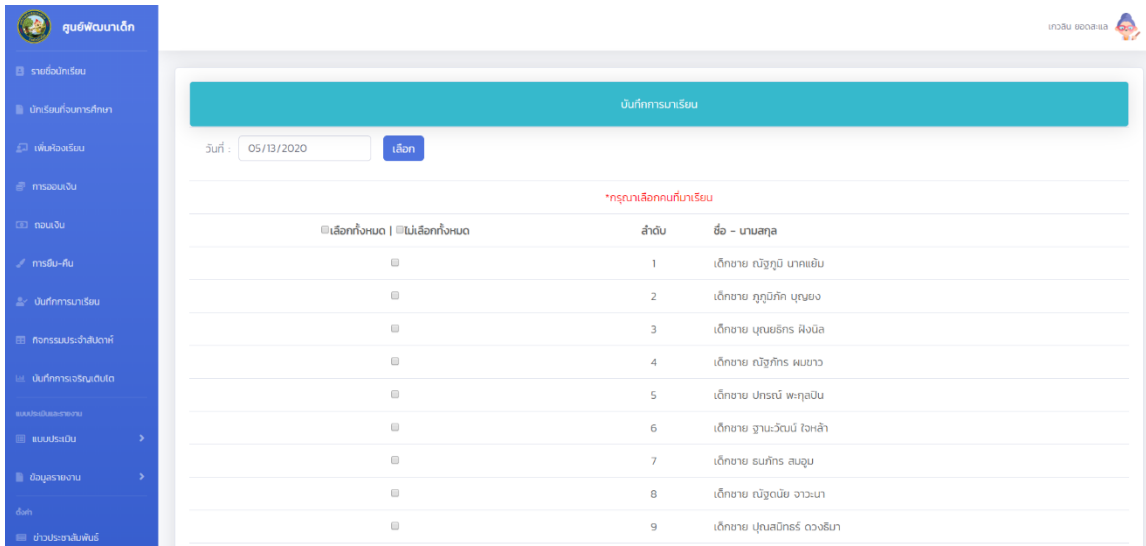 ศูนย์พัฒนาเด็ก
เกวลิน ยอดสะแล
รายชื่อนักเรียน
นักเรียนที่จบการศึกษา
เพิ่มห้องเรียน
การออมเงิน
ถอนเงิน
การยืม-คืน
บันทึกการมาเรียน
กิจกรรมประจำสัปดาห์
บันทึกการเจริญเติบโต
แบบประเมินและรายงาน
แบบประเมิน
ข้อมูลรายงาน
ตั้งค่า
ข่าวประชาสัมพันธ์
บันทึกการมาเรียน
วันที่ : 05/13/2020 เลือก
*กรุณาเลือกคนที่มาเรียน
เลือกทั้งหมด | ไม่เลือกทั้งหมด ลำดับ ชื่อ - นามสกุล
1 เด็กชาย ณัฐภูมิ นาคแย้ม
2 เด็กชาย ภูภูมิภัค บุญยง
3 เด็กชาย บุณยธิทร ฝังนิล
4 เด็กชาย ณัฐภัทร ผมขาว
5 เด็กชาย ปกรณ์ พะกุลปิน
6 เด็กชาย ฐานะวัฒน์ ใจหล้า
7 เด็กชาย ธนภัทร สมอูม
8 เด็กชาย ณัฐดนัย อาวะนา
9 เด็กชาย ปุณสมิทธร์ ดวงธิมา